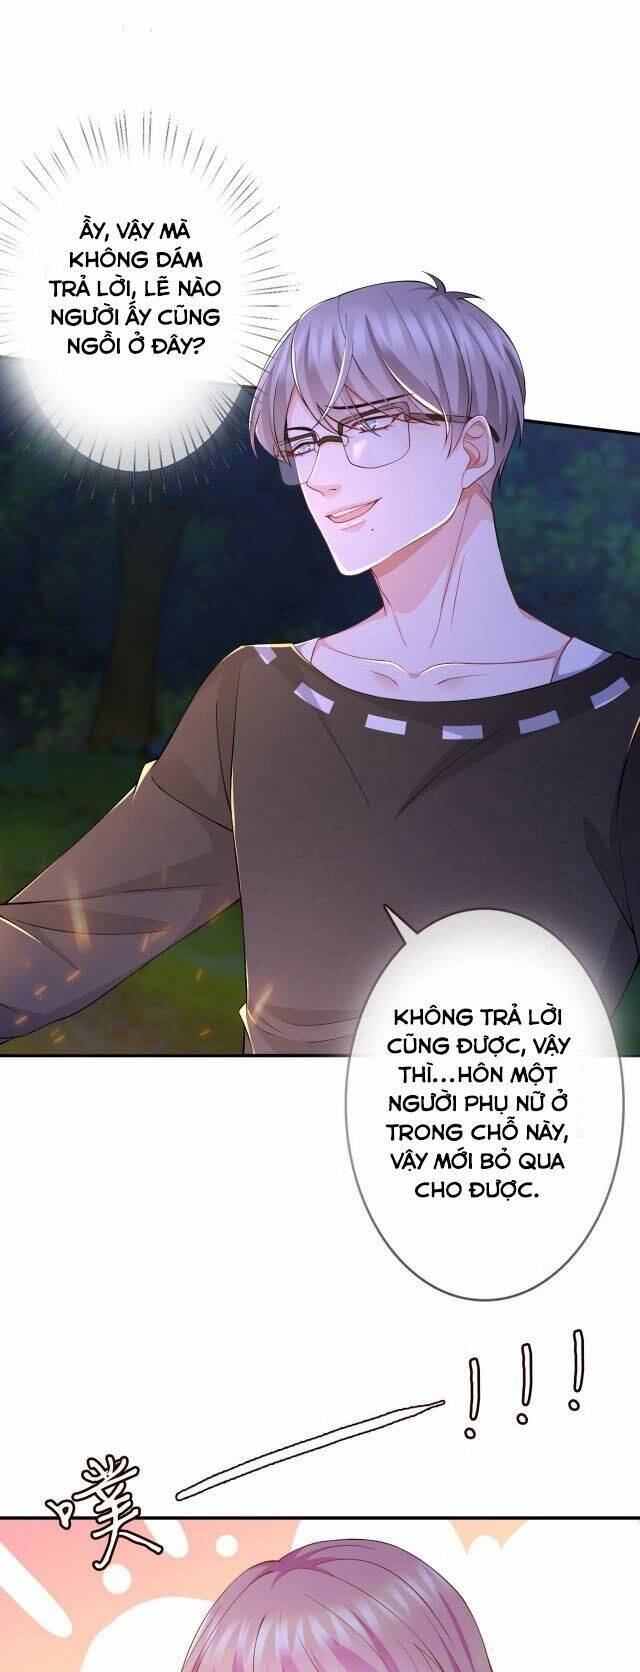 ẦY, VẬY MÀ
KHÔNG DÁM
TRẢ LỜI, LẼ NÀO
NGƯỜI ẤY CŨNG
NGỒI Ở ĐÂY?
KHÔNG TRẢ LỜI
CŨNG ĐƯỢC, VẬY
THÌ...HÔN MỘT
NGƯỜI PHỤ NỮ Ở
TRONG CHỖ NÀY,
VẬY MỚI BỎ QUA
CHO ĐƯỢC.
!!!
噗—